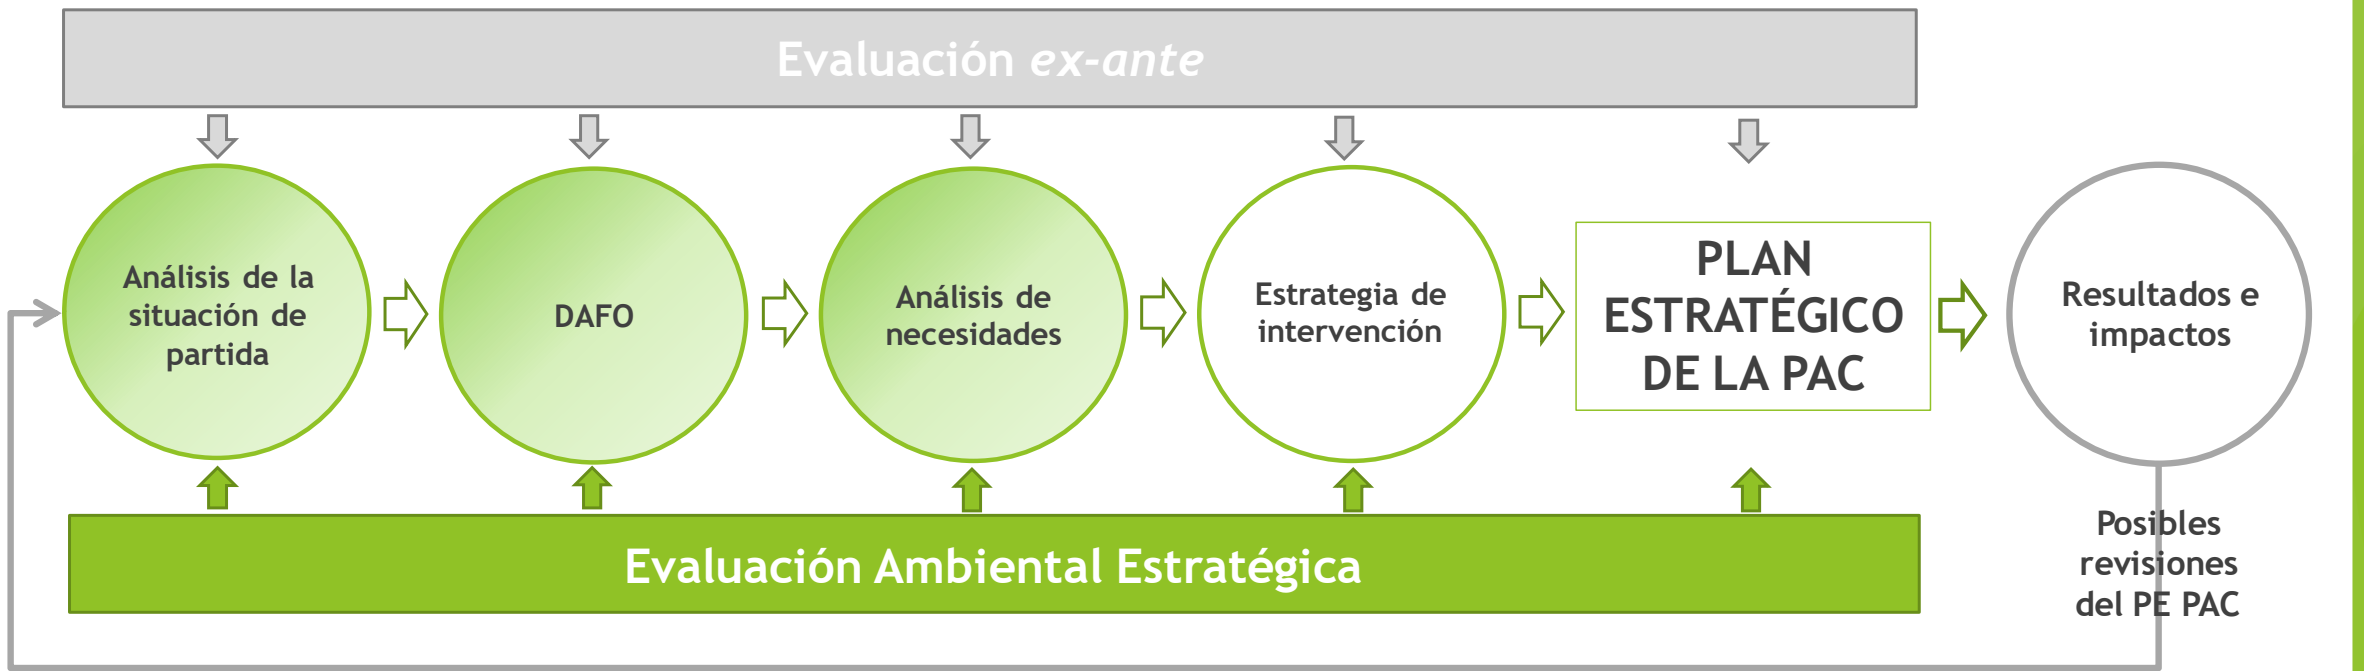 Evaluación ex-ante
Análisis de la
situación de
partida
DAFO
Análisis de
necesidades
Estrategia de
intervención
PLAN
ESTRATÉGICO
DE LA PAC
Resultados e
impactos
Evaluación Ambiental Estratégica
Posibles
revisiones
del PE PAC